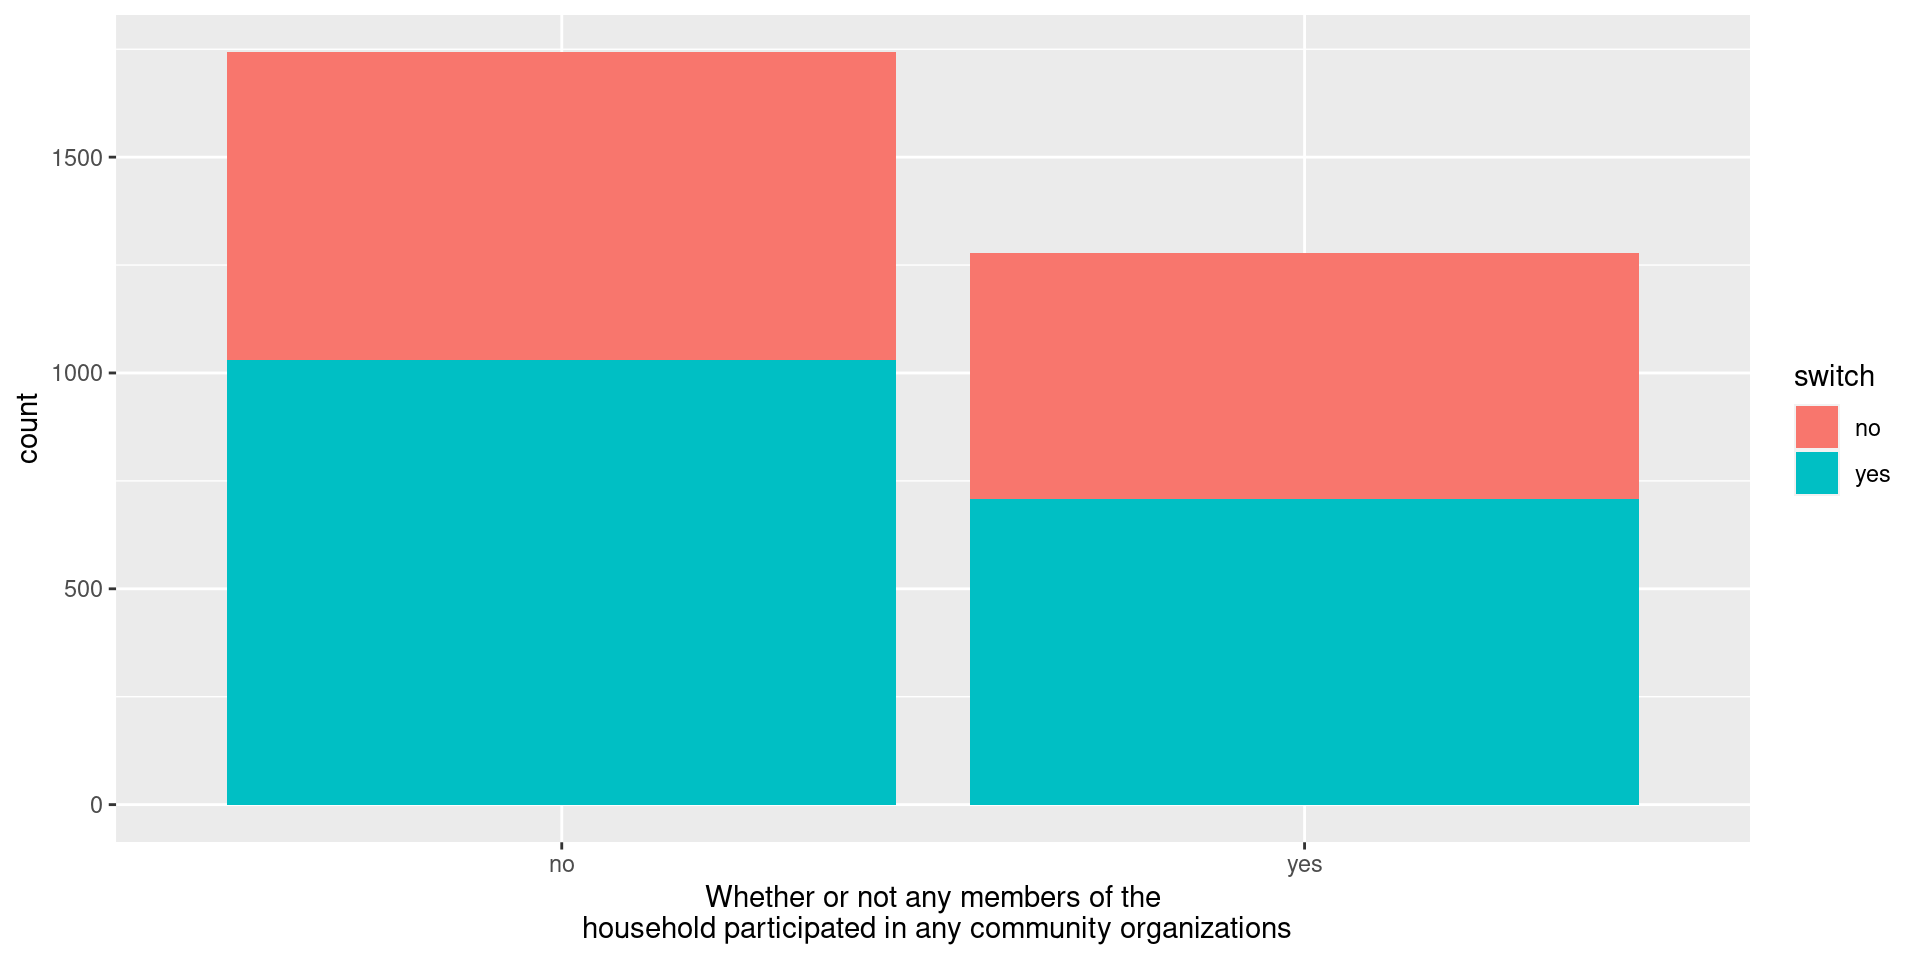 1500
1000
500
0
count
no
yes
Whether or not any members of the
household participated in any community organizations
switch
no
yes